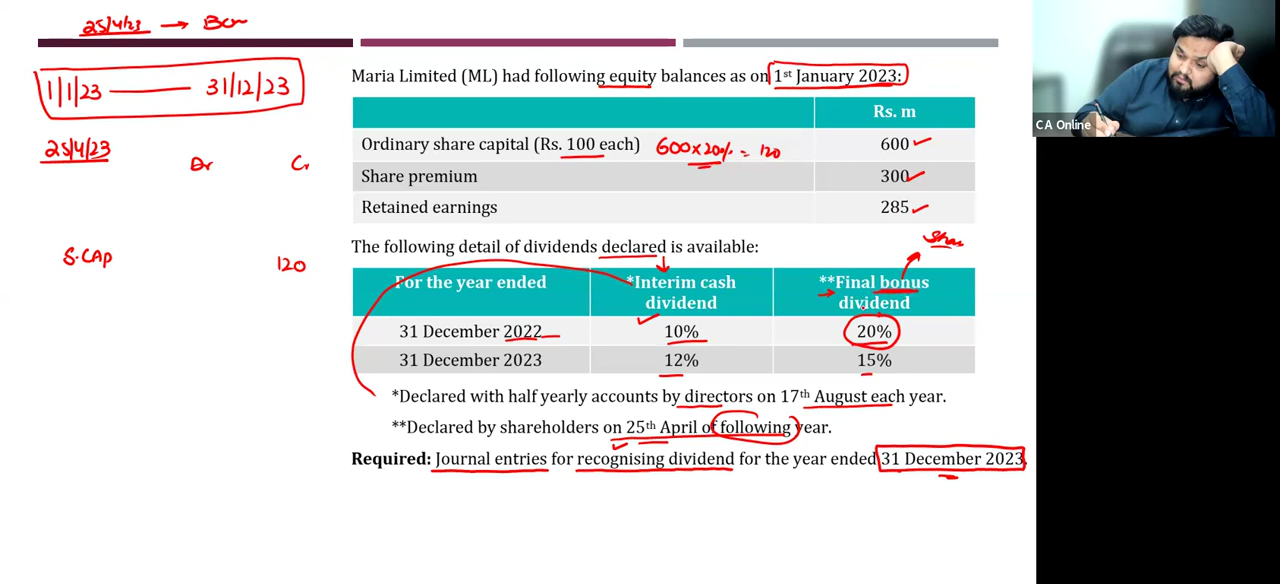 25/4/23 → Bon
1/1/23 —— 31/12/23
25/4/23
Dr Cr
S.CAP 120
Maria Limited (ML) had following equity balances as on 1st January 2023:
Rs. m
Ordinary share capital (Rs. 100 each) 600×20% = 120 600
Share premium 300
Retained earnings 285
The following detail of dividends declared is available:
For the year ended *Interim cash dividend **Final bonus dividend
31 December 2022 10% 20%
31 December 2023 12% 15%
*Declared with half yearly accounts by directors on 17th August each year.
**Declared by shareholders on 25th April of following year.
Required: Journal entries for recognising dividend for the year ended 31 December 2023.
C A Online